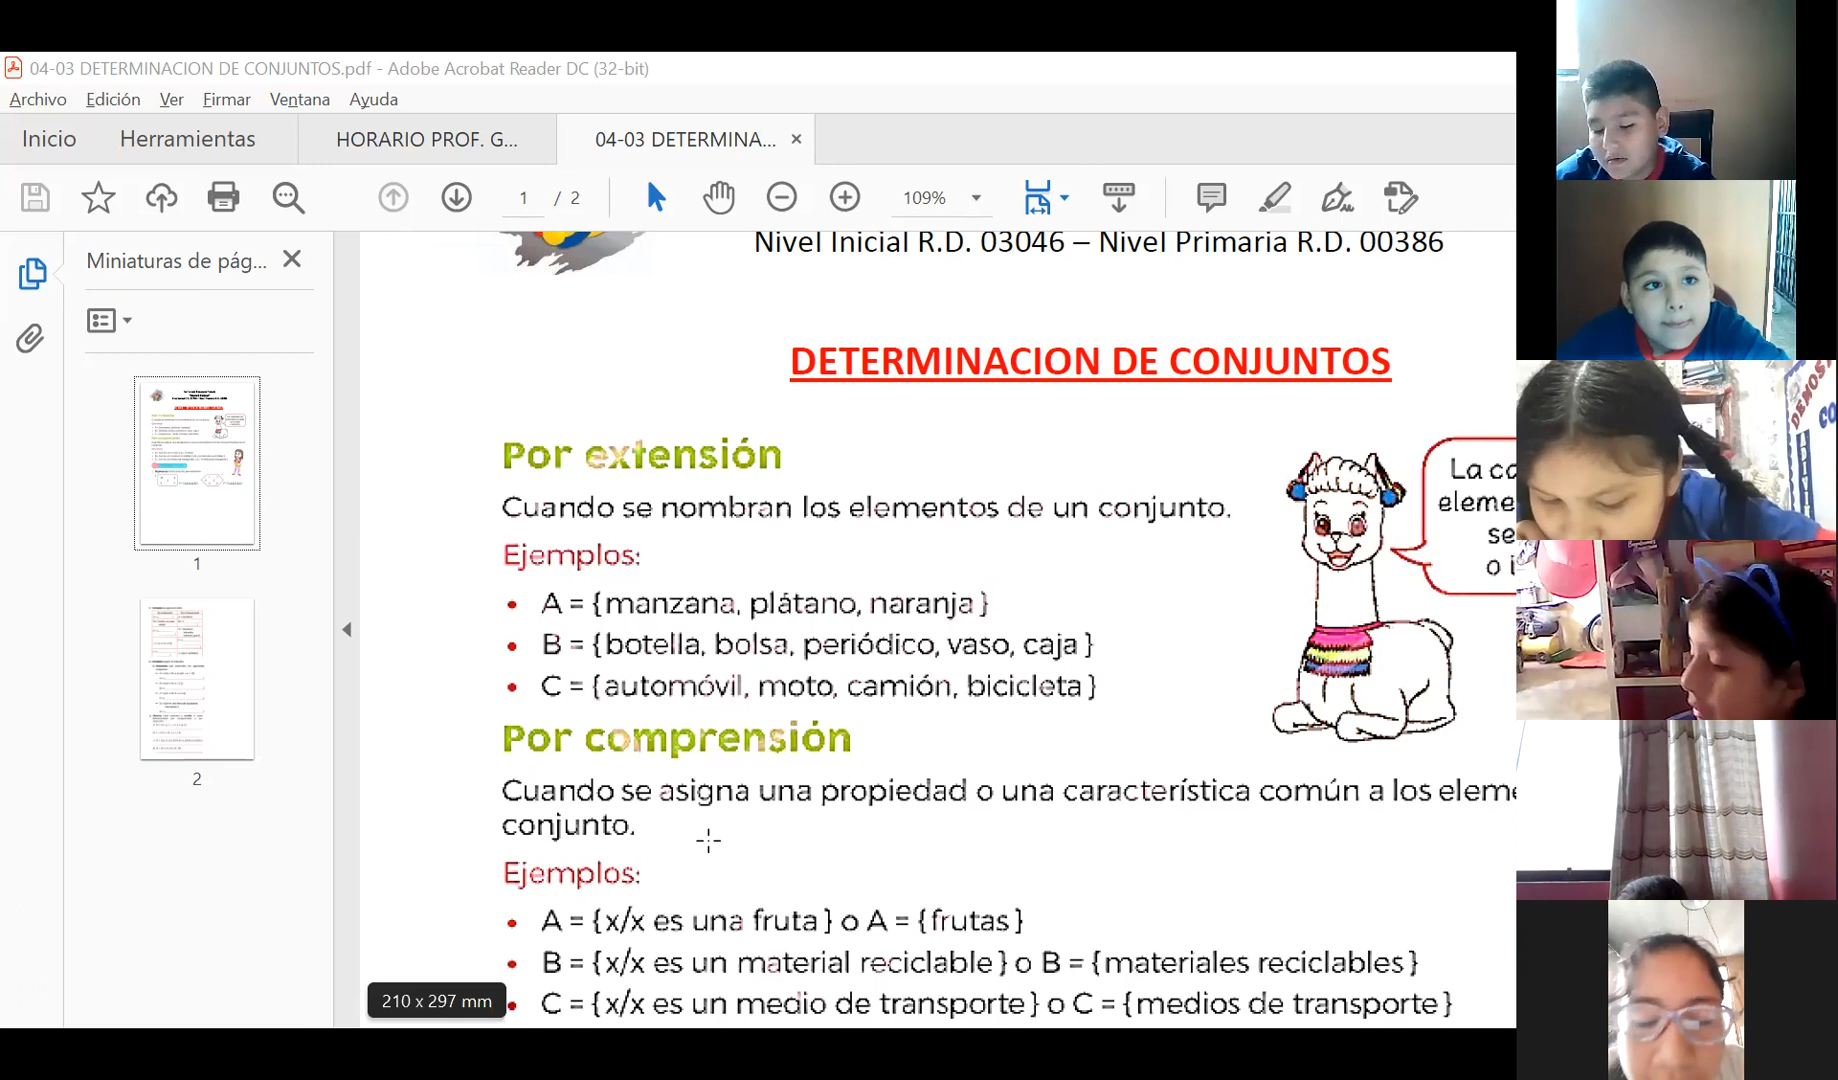 04-03 DETERMINACION DE CONJUNTOS.pdf - Adobe Acrobat Reader DC (32-bit)
Archivo Edición Ver Firmar Ventana Ayuda
Inicio Herramientas HORARIO PROF. G... 04-03 DETERMINA... ×
1 / 2 109%
Miniaturas de pág...
1
2
Nivel Inicial R.D. 03046 – Nivel Primaria R.D. 00386
DETERMINACION DE CONJUNTOS
Por extensión
Cuando se nombran los elementos de un conjunto.
Ejemplos:
• A = {manzana, plátano, naranja}
• B = {botella, bolsa, periódico, vaso, caja}
• C = {automóvil, moto, camión, bicicleta}
La co
eleme
se
o i
Por comprensión
Cuando se asigna una propiedad o una característica común a los eleme
conjunto.
Ejemplos:
• A = {x/x es una fruta} o A = {frutas}
• B = {x/x es un material reciclable} o B = {materiales reciclables}
• C = {x/x es un medio de transporte} o C = {medios de transporte}
210 x 297 mm